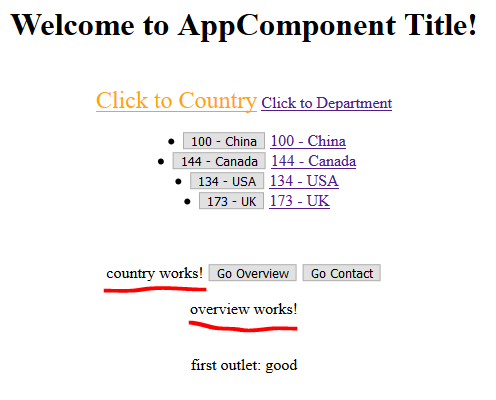 Welcome to AppComponent Title!
Click to Country Click to Department
100 - China 100 - China
144 - Canada 144 - Canada
134 - USA 134 - USA
173 - UK 173 - UK
country works! Go Overview Go Contact
overview works!
first outlet: good